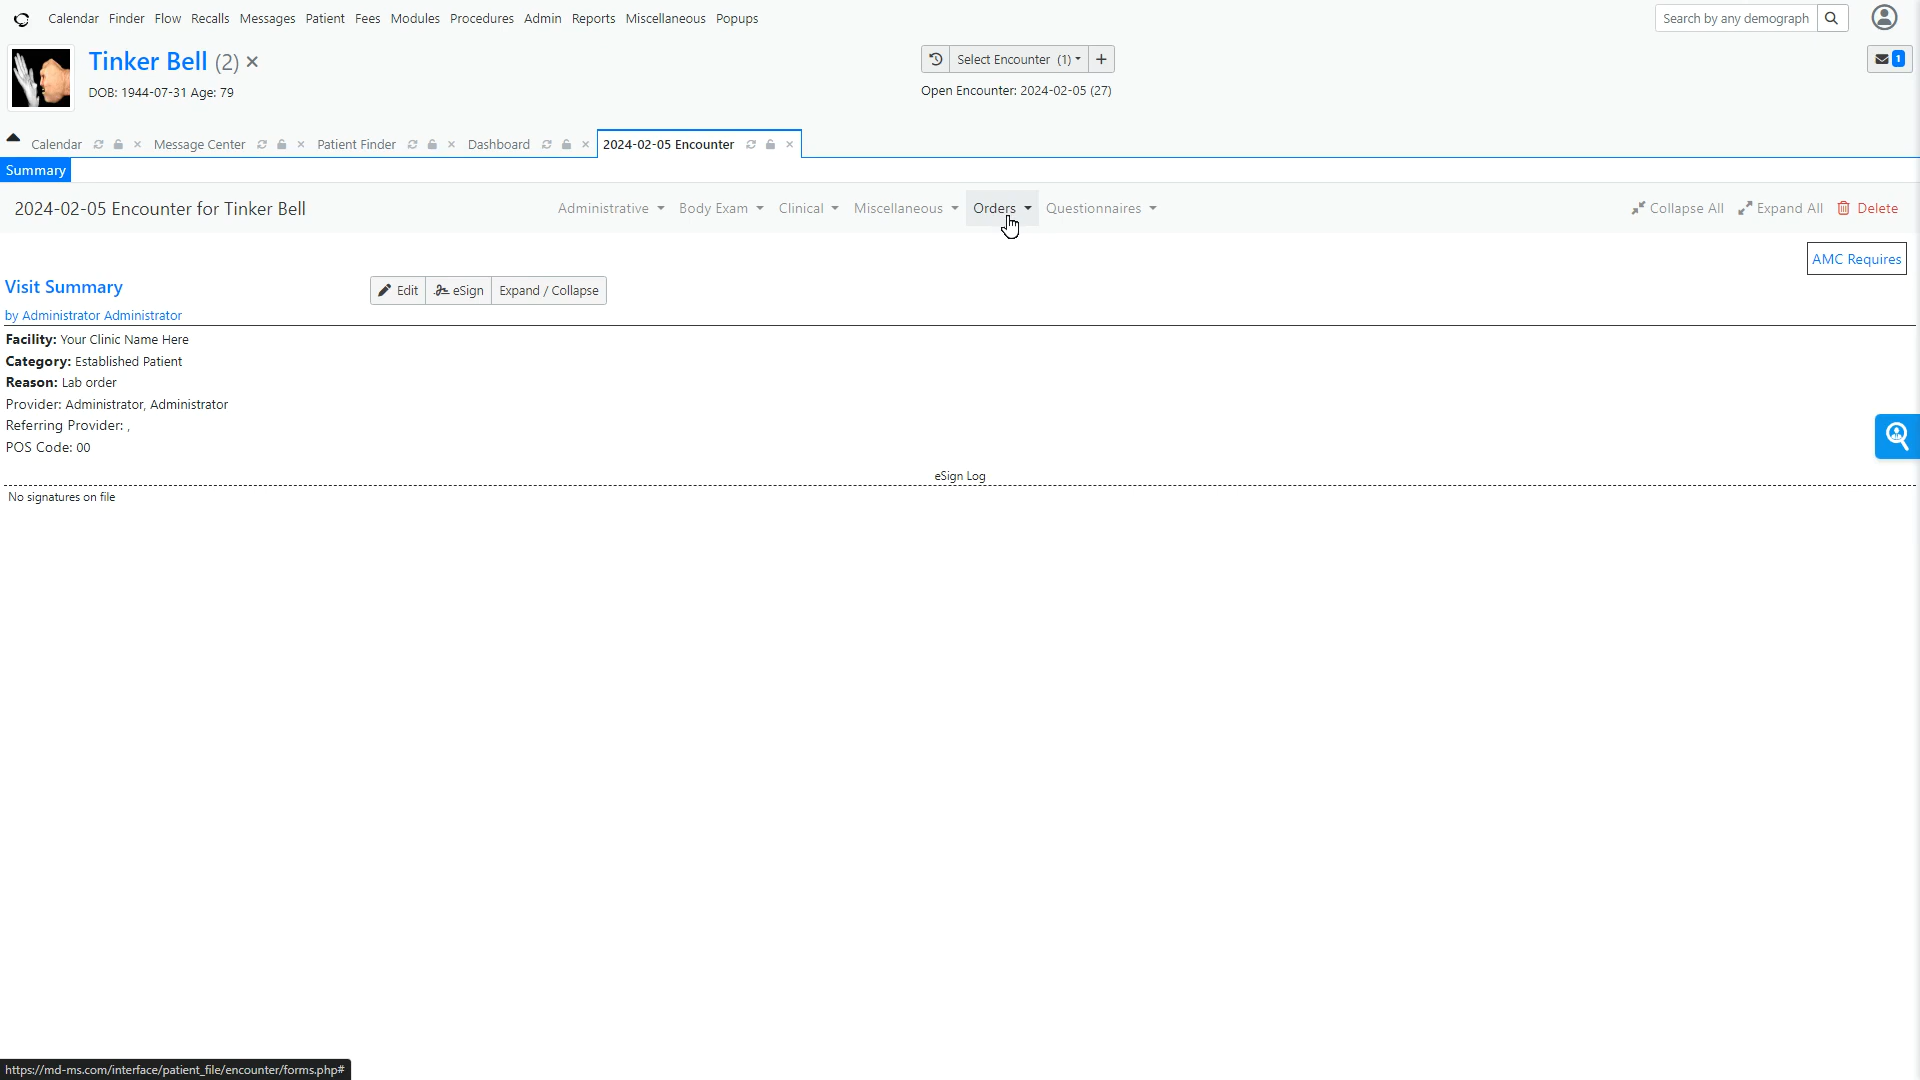 Calendar Finder Flow Recalls Messages Patient Fees Modules Procedures Admin Reports Miscellaneous Popups
Search by any demograph
Tinker Bell (2)
DOB: 1944-07-31 Age: 79
Select Encounter (1)
Open Encounter: 2024-02-05 (27)
1
Calendar Message Center Patient Finder Dashboard 2024-02-05 Encounter
Summary
2024-02-05 Encounter for Tinker Bell
Administrative Body Exam Clinical Miscellaneous Orders Questionnaires
Collapse All Expand All Delete
AMC Requires
Visit Summary
Edit eSign Expand / Collapse
by Administrator Administrator
Facility: Your Clinic Name Here
Category: Established Patient
Reason: Lab order
Provider: Administrator, Administrator
Referring Provider: ,
POS Code: 00
eSign Log
No signatures on file
https://md-ms.com/interface/patient_file/encounter/forms.php#